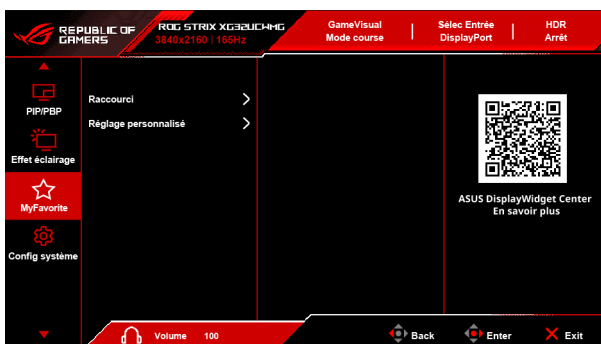 REPUBLIC OF
GAMERS
ROG STRIX XG32UCWMG
3840x2160 | 165Hz
GameVisual
Mode course
Sélec Entrée
DisplayPort
HDR
Arrêt
PIP/PBP
Effet éclairage
MyFavorite
Config système
Raccourci
Réglage personnalisé
ASUS DisplayWidget Center
En savoir plus
Volume 100
Back
Enter
Exit